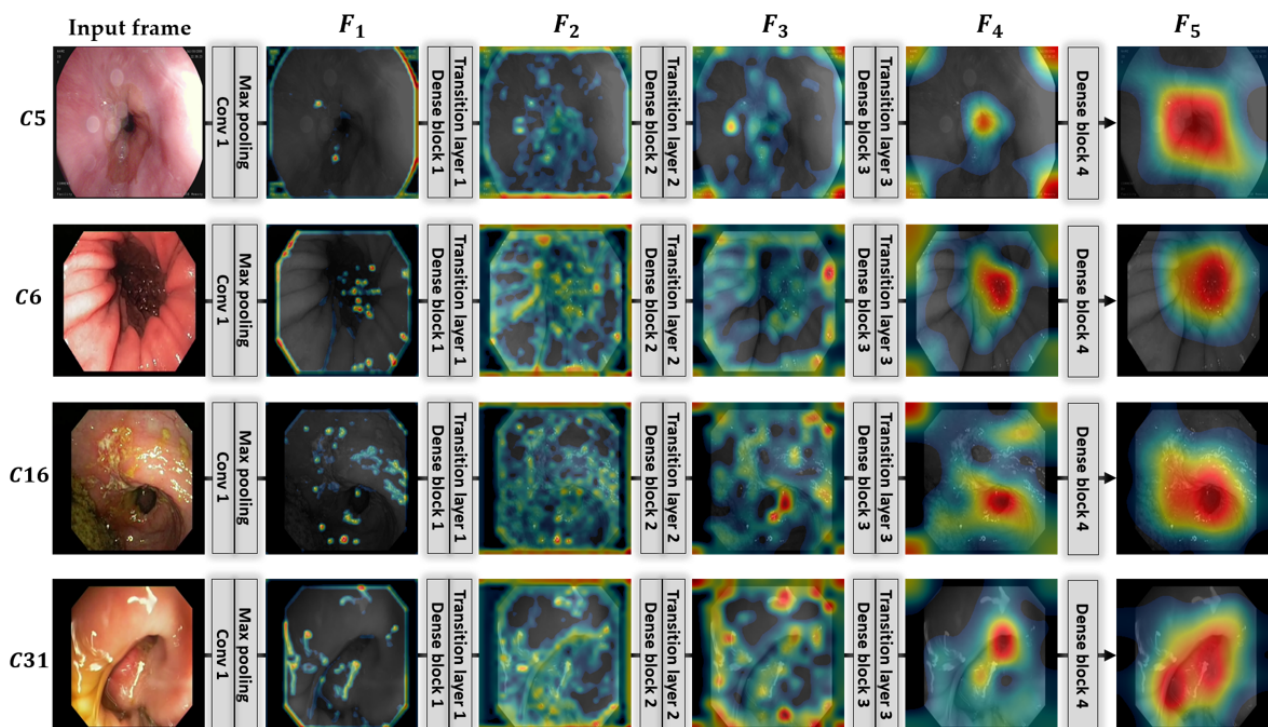 Input frame
F₁
F₂
F₃
F₄
F₅
C5
Conv 1
Max pooling
Dense block 1
Transition layer 1
Dense block 2
Transition layer 2
Dense block 3
Transition layer 3
Dense block 4
C6
Conv 1
Max pooling
Dense block 1
Transition layer 1
Dense block 2
Transition layer 2
Dense block 3
Transition layer 3
Dense block 4
C16
Conv 1
Max pooling
Dense block 1
Transition layer 1
Dense block 2
Transition layer 2
Dense block 3
Transition layer 3
Dense block 4
C31
Conv 1
Max pooling
Dense block 1
Transition layer 1
Dense block 2
Transition layer 2
Dense block 3
Transition layer 3
Dense block 4